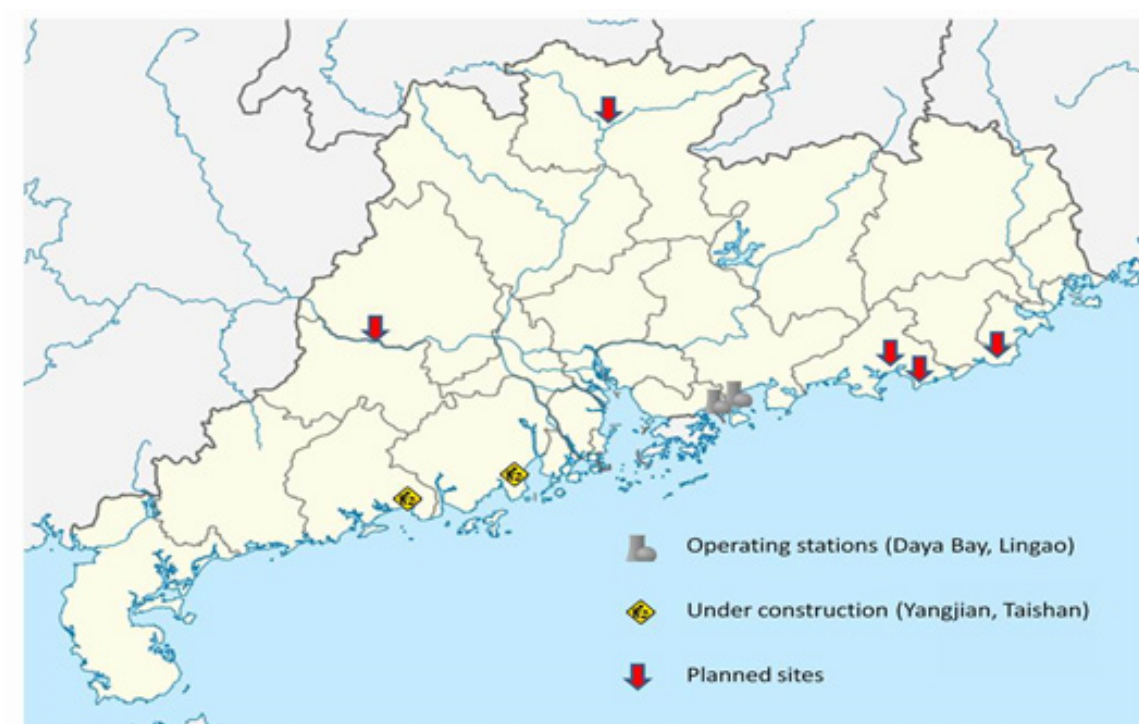 Operating stations (Daya Bay, Lingao)
Under construction (Yangjian, Taishan)
Planned sites